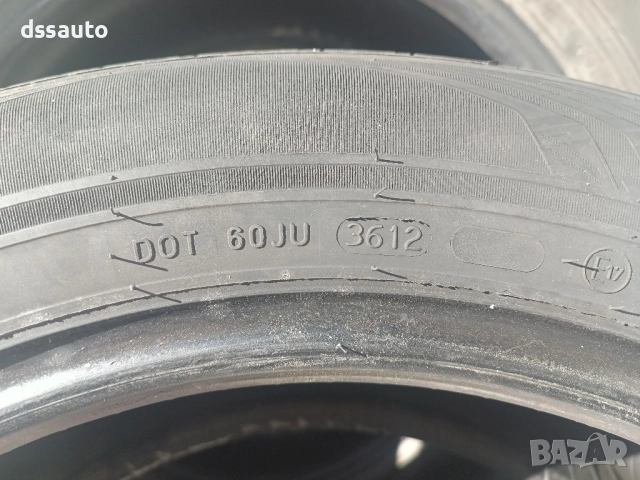 dssauto
DOT 60JU 3612
E17
BAZAR